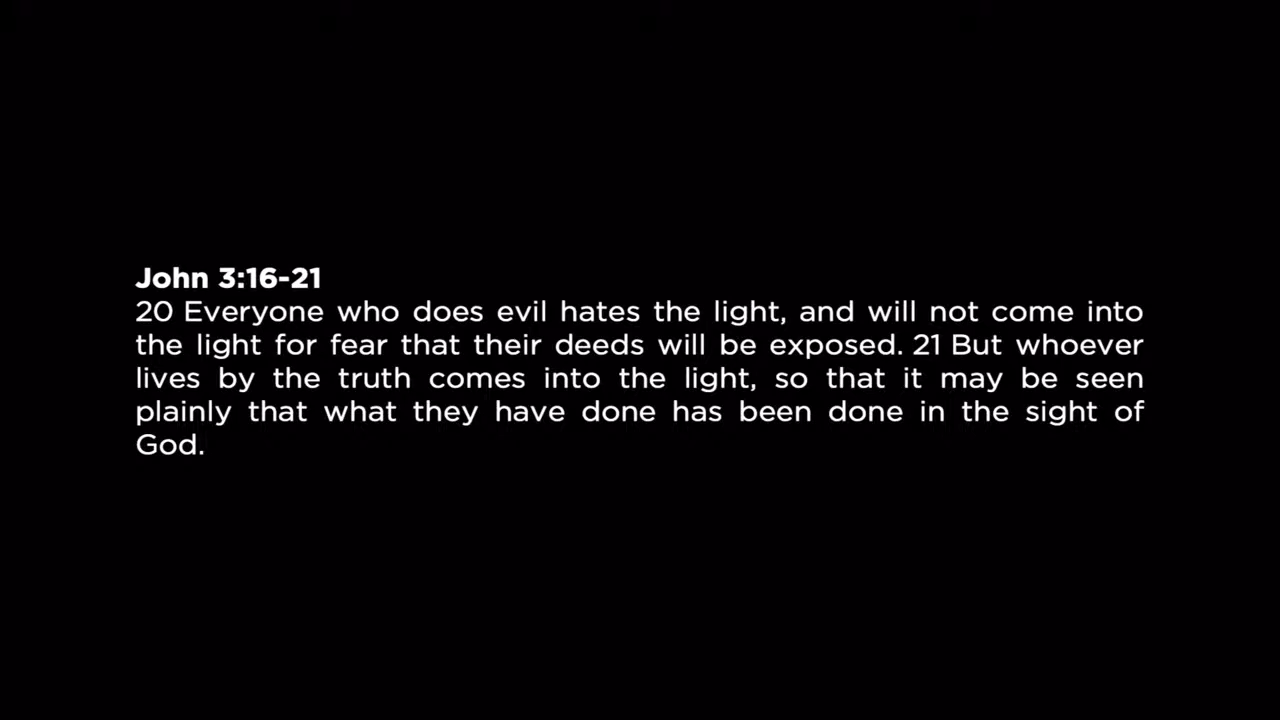 John 3:16-21
20 Everyone who does evil hates the light, and will not come into
the light for fear that their deeds will be exposed. 21 But whoever
lives by the truth comes into the light, so that it may be seen
plainly that what they have done has been done in the sight of
God.